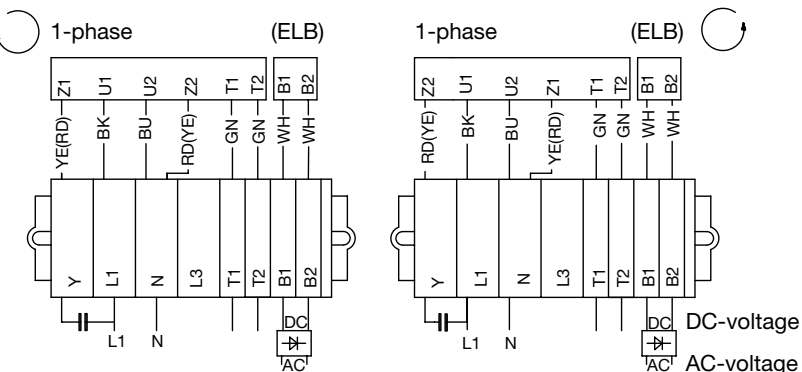 1-phase (ELB) 1-phase (ELB)
Z1 U1 U2 Z2 T1 T2 B1 B2 Z2 U1 U2 Z1 T1 T2 B1 B2
YE(RD) BK BU RD(YE) GN GN WH WH RD(YE) BK BU YE(RD) GN GN WH WH
Y L1 N L3 T1 T2 B1 B2 Y L1 N L3 T1 T2 B1 B2
DC DC DC-voltage
L1 N L1 N
AC AC AC-voltage